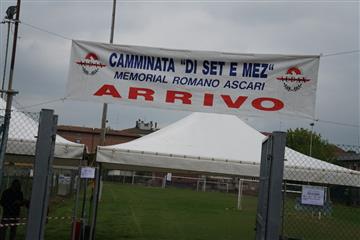 CAMMINATA "DI SET E MEZ"
MEMORIAL ROMANO ASCARI
ARRIVO